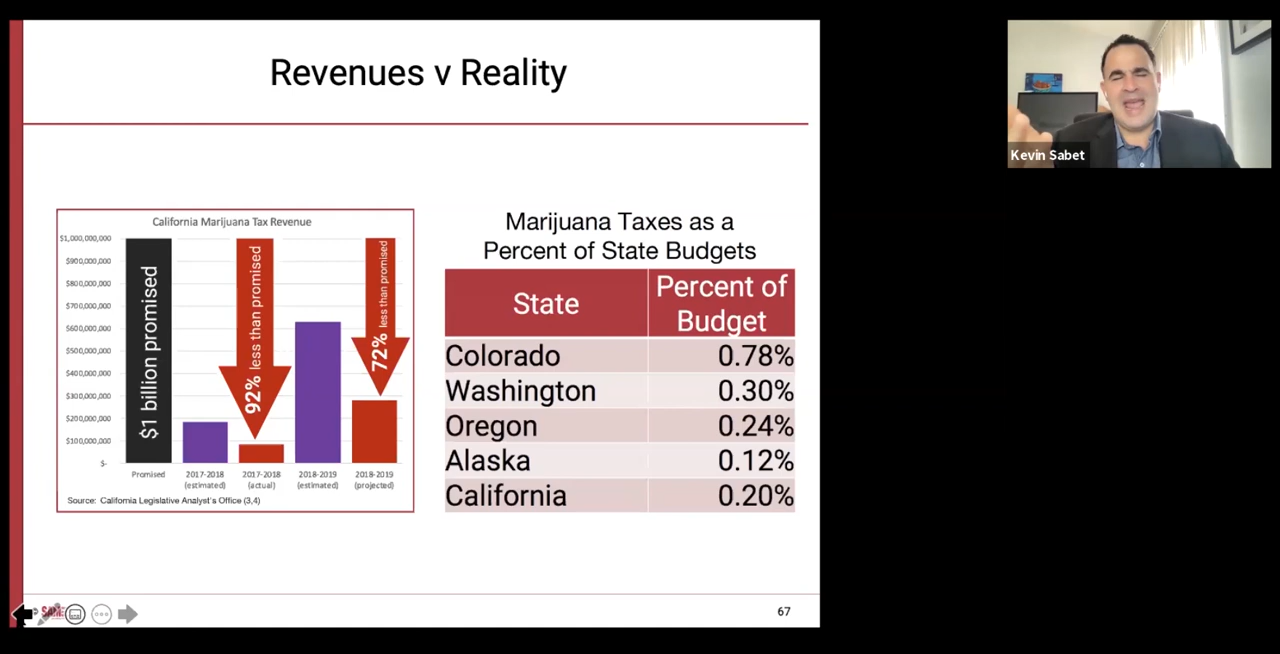 Revenues v Reality
California Marijuana Tax Revenue
$1,000,000,000
$900,000,000
$800,000,000
$700,000,000
$600,000,000
$500,000,000
$400,000,000
$300,000,000
$200,000,000
$100,000,000
$-
$1 billion promised
92% less than promised
72% less than promised
Promised
2017-2018
(estimated)
2017-2018
(actual)
2018-2019
(estimated)
2018-2019
(projected)
Source: California Legislative Analyst's Office (3,4)
Marijuana Taxes as a
Percent of State Budgets
State
Percent of
Budget
Colorado 0.78%
Washington 0.30%
Oregon 0.24%
Alaska 0.12%
California 0.20%
67
Kevin Sabet